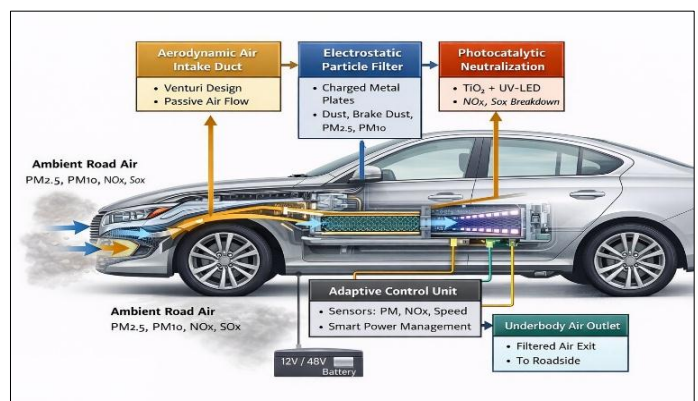 Aerodynamic Air
Intake Duct
• Venturi Design
• Passive Air Flow
Electrostatic
Particle Filter
• Charged Metal
Plates
• Dust, Brake Dust,
PM2.5, PM10
Photocatalytic
Neutralization
• TiO₂ + UV-LED
• NOx, Sox Breakdown
Ambient Road Air
PM2.5, PM10, NOx, Sox
Ambient Road Air
PM2.5, PM10, NOx, SOx
Adaptive Control Unit
• Sensors: PM, NOx, Speed
• Smart Power Management
12V / 48V
Battery
Underbody Air Outlet
• Filtered Air Exit
• To Roadside